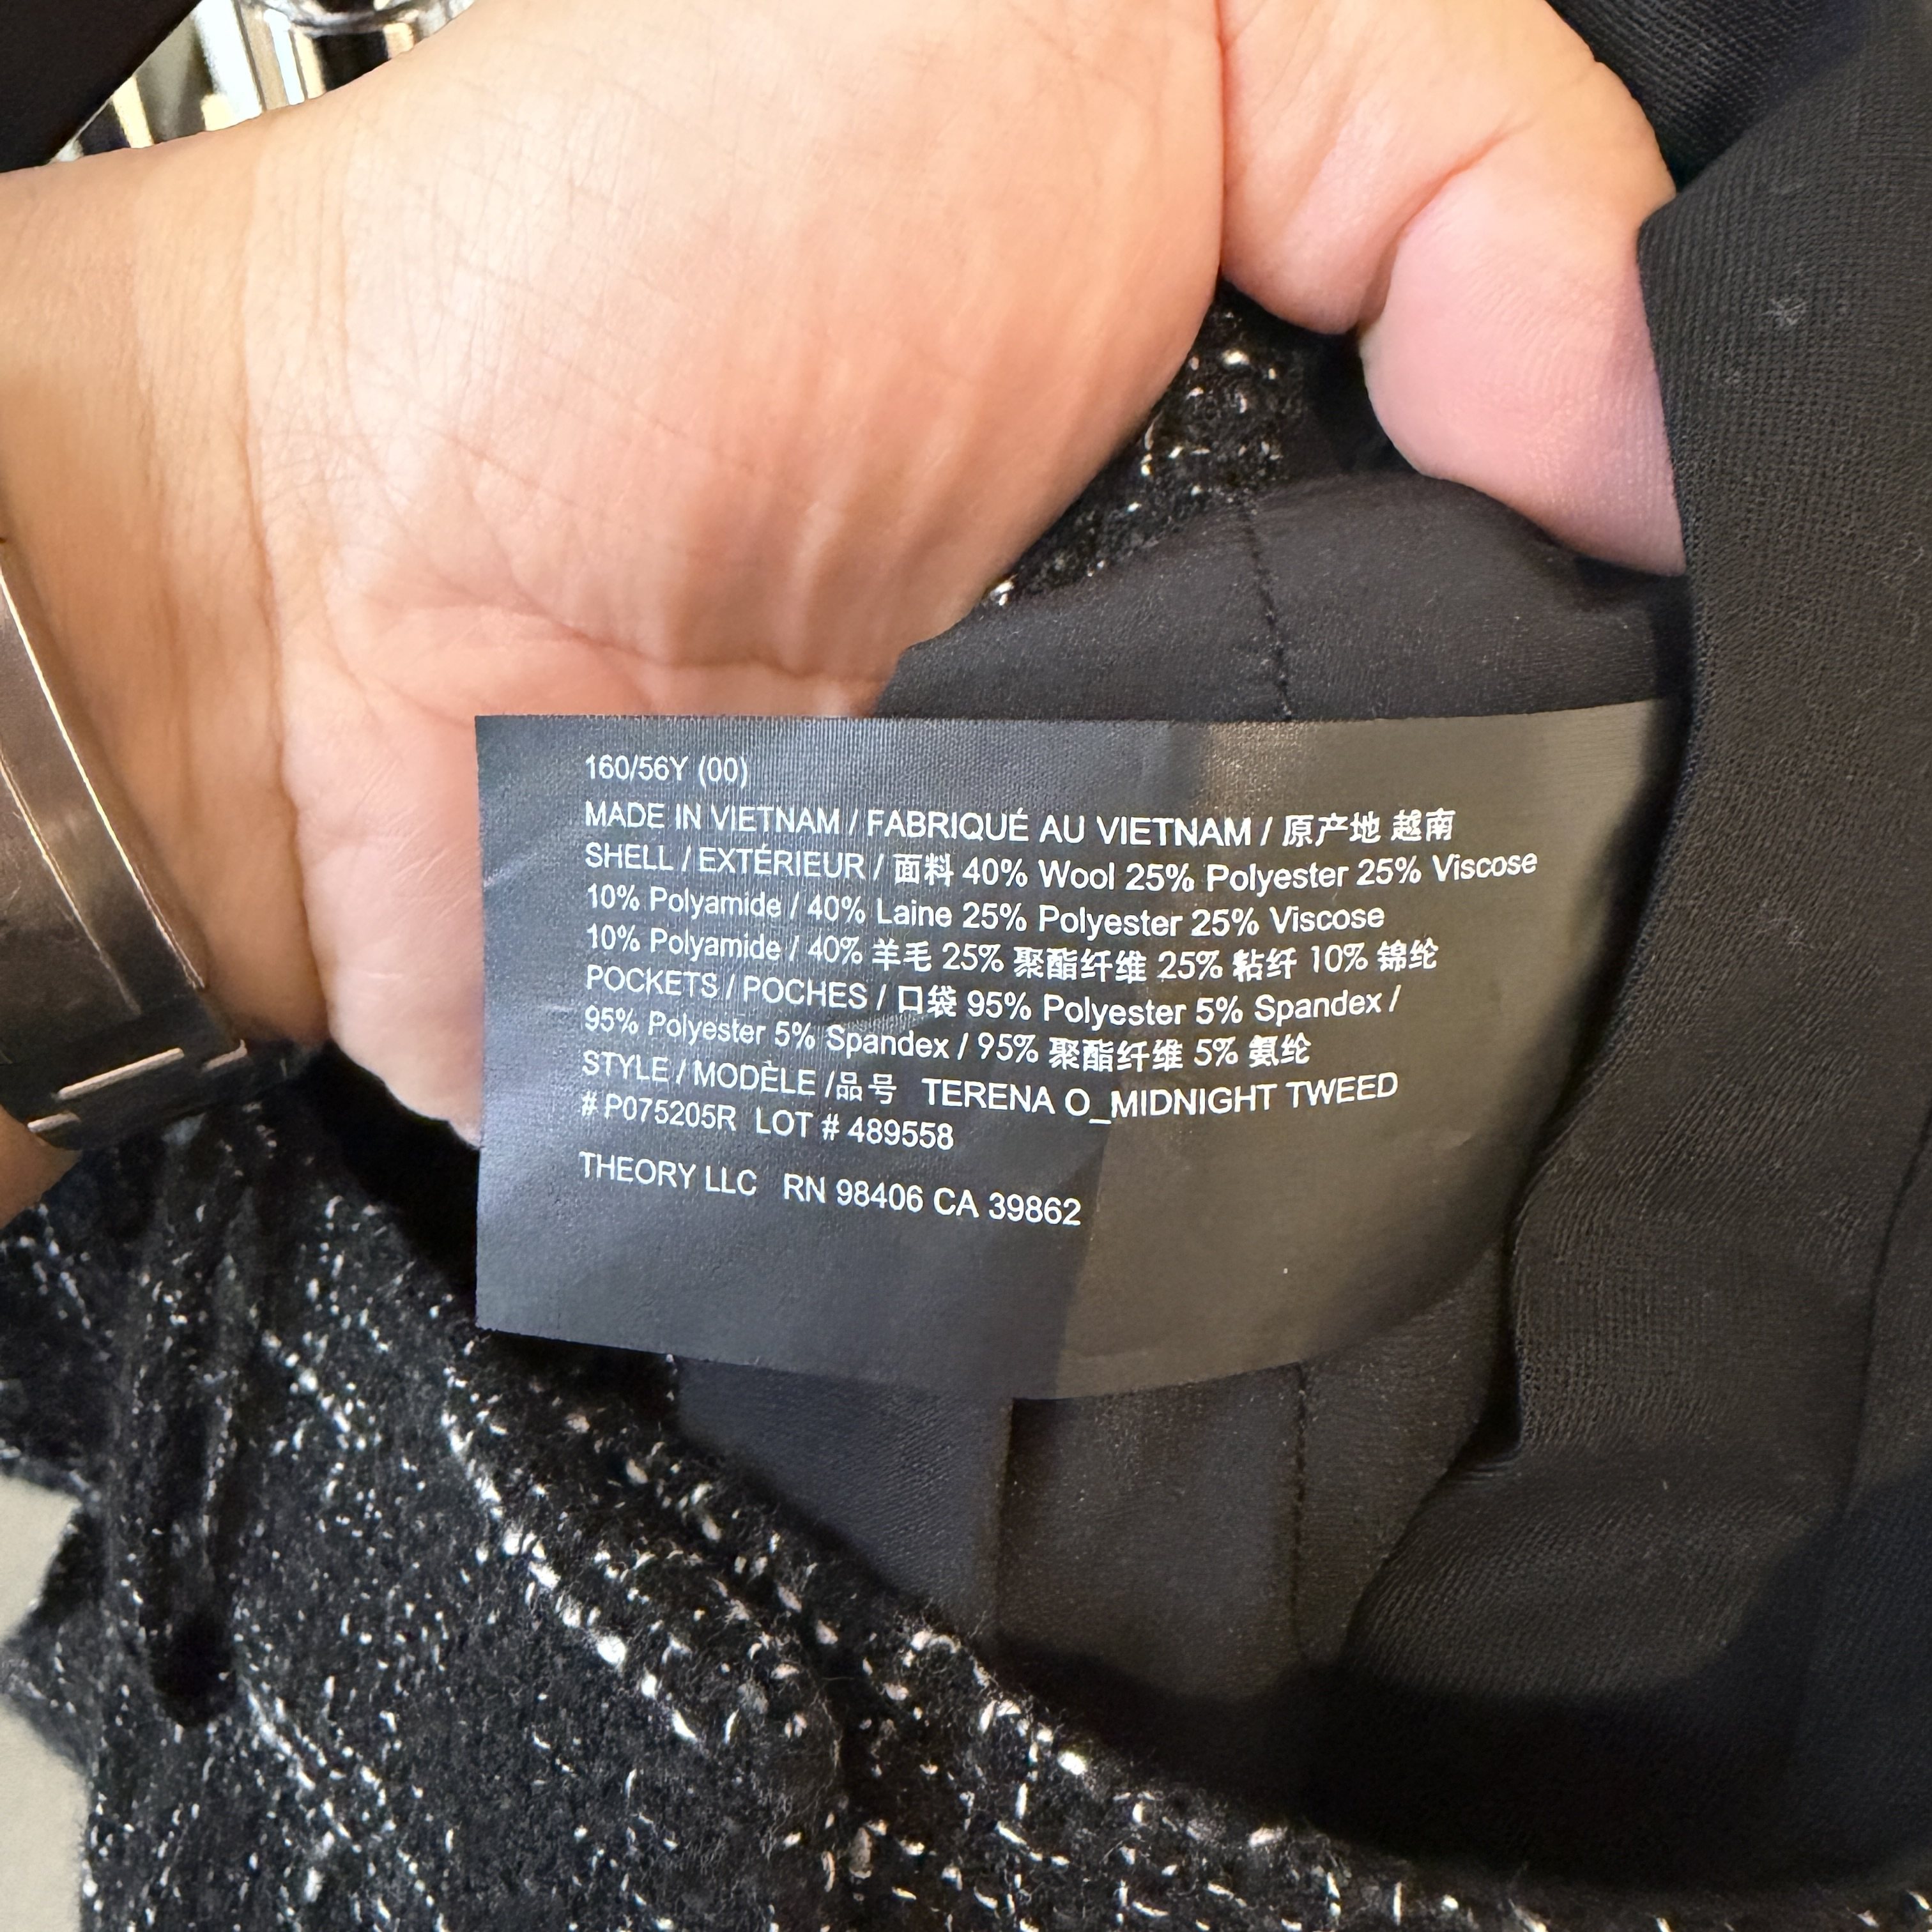 160/56Y (00)
MADE IN VIETNAM / FABRIQUÉ AU VIETNAM / 原产地 越南
SHELL / EXTÉRIEUR / 面料 40% Wool 25% Polyester 25% Viscose
10% Polyamide / 40% Laine 25% Polyester 25% Viscose
10% Polyamide / 40% 羊毛 25% 聚酯纤维 25% 粘纤 10% 锦纶
POCKETS / POCHES / 口袋 95% Polyester 5% Spandex /
95% Polyester 5% Spandex / 95% 聚酯纤维 5% 氨纶
STYLE / MODÈLE /品号 TERENA O_MIDNIGHT TWEED
# P075205R LOT # 489558
THEORY LLC RN 98406 CA 39862